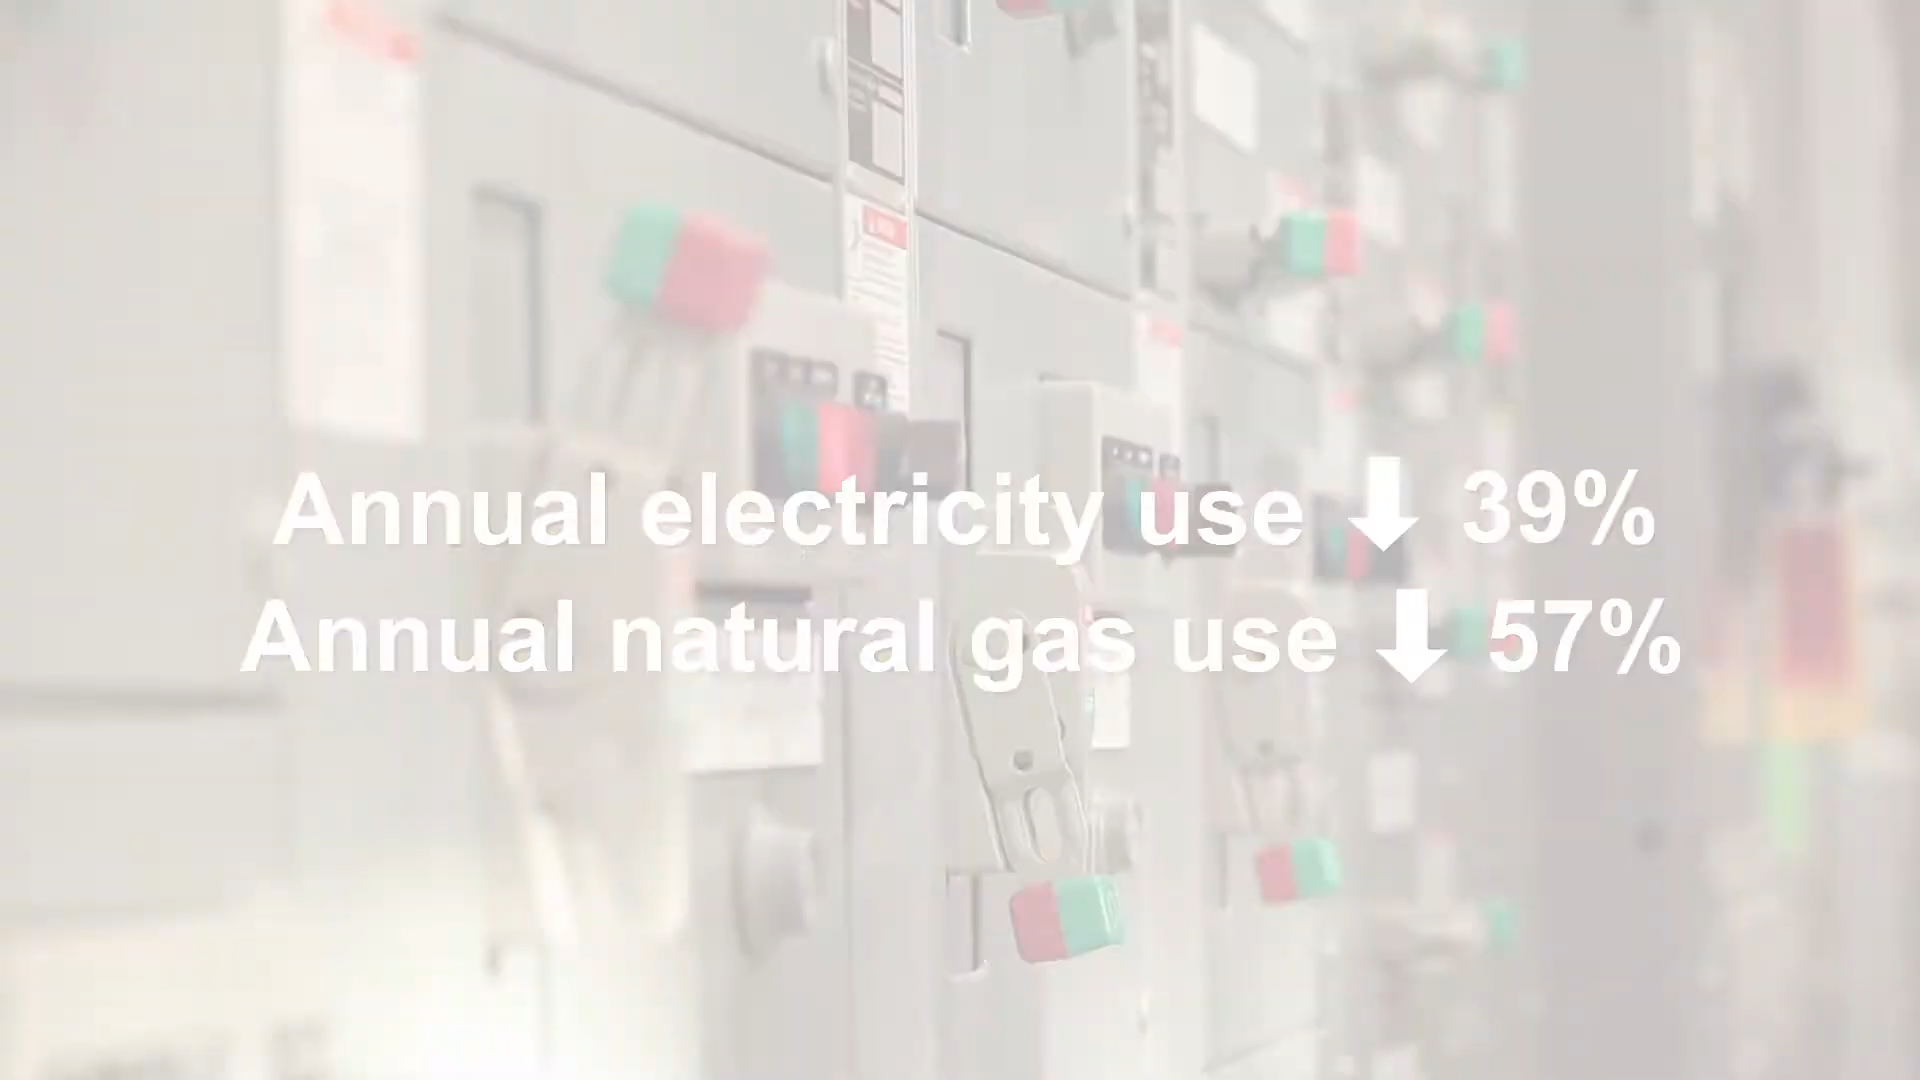 Annual electricity use ⬇ 39%
Annual natural gas use ⬇ 57%